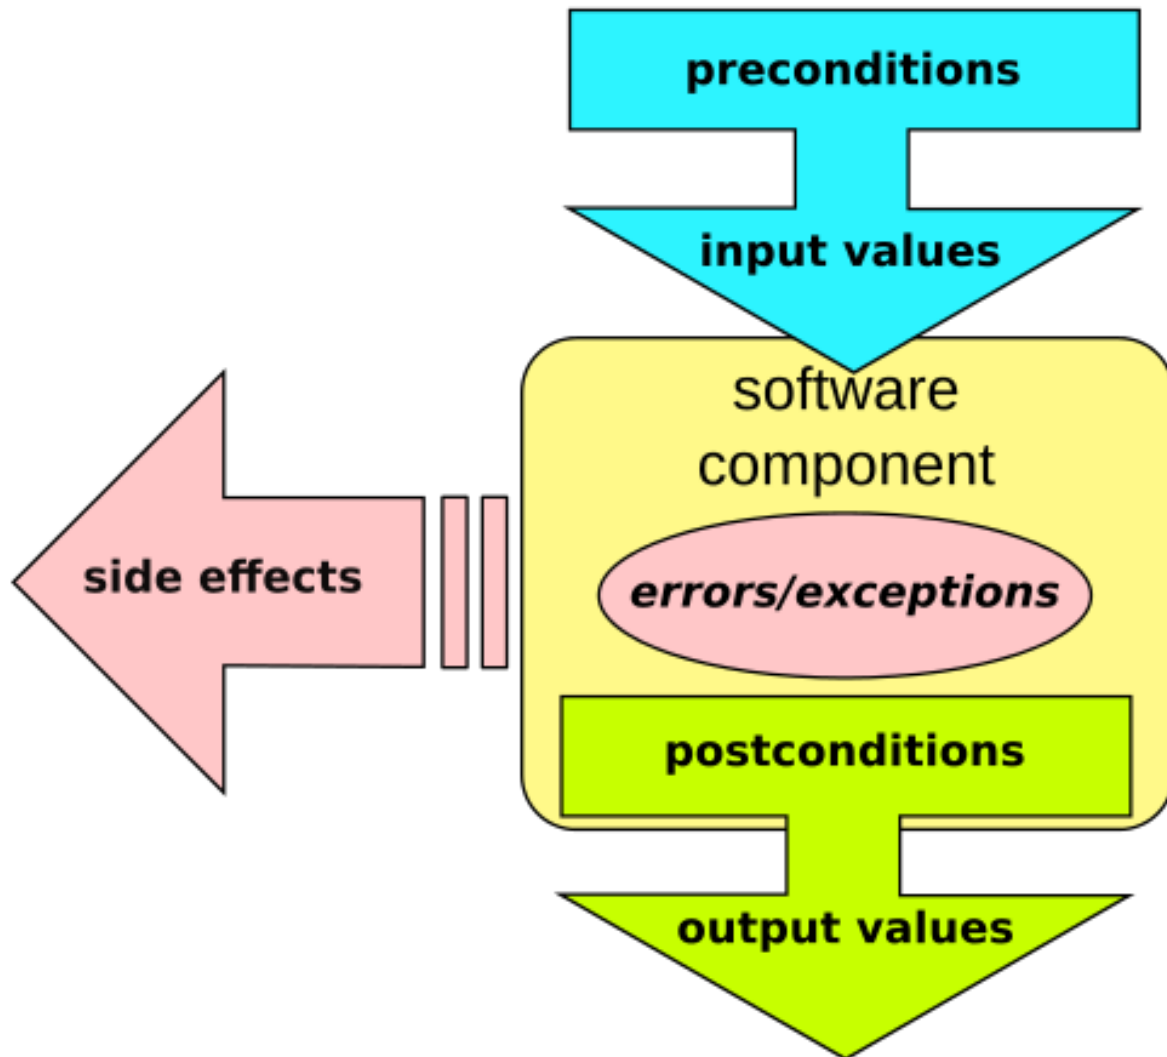 preconditions
input values
software
component
side effects
errors/exceptions
postconditions
output values